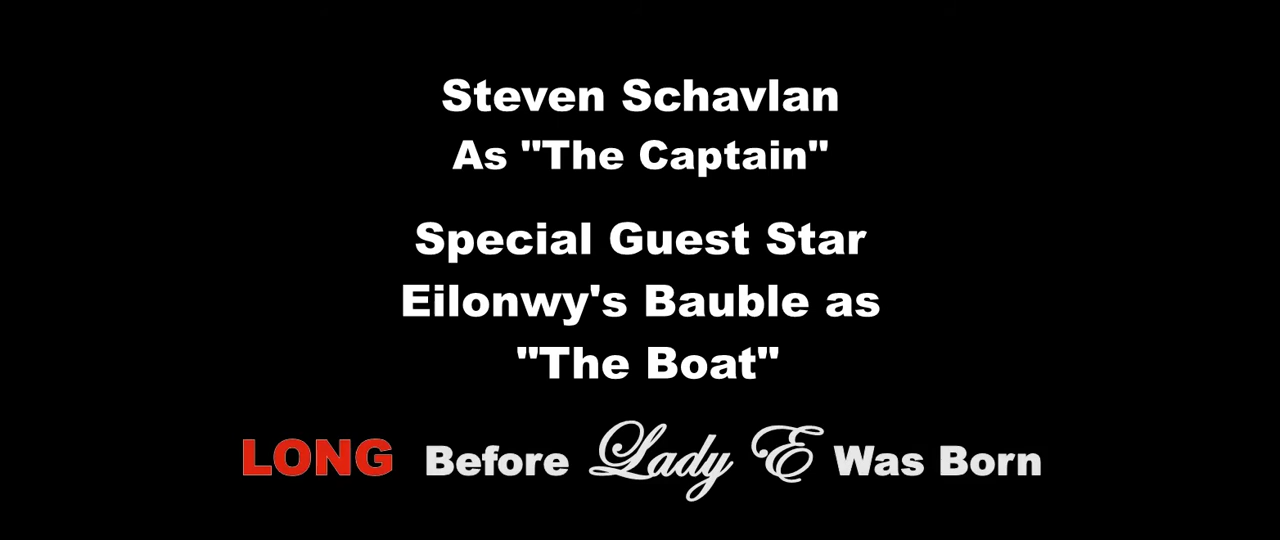 Steven Schavlan
As "The Captain"
Special Guest Star
Eilonwy's Bauble as
"The Boat"
LONG Before Lady E Was Born